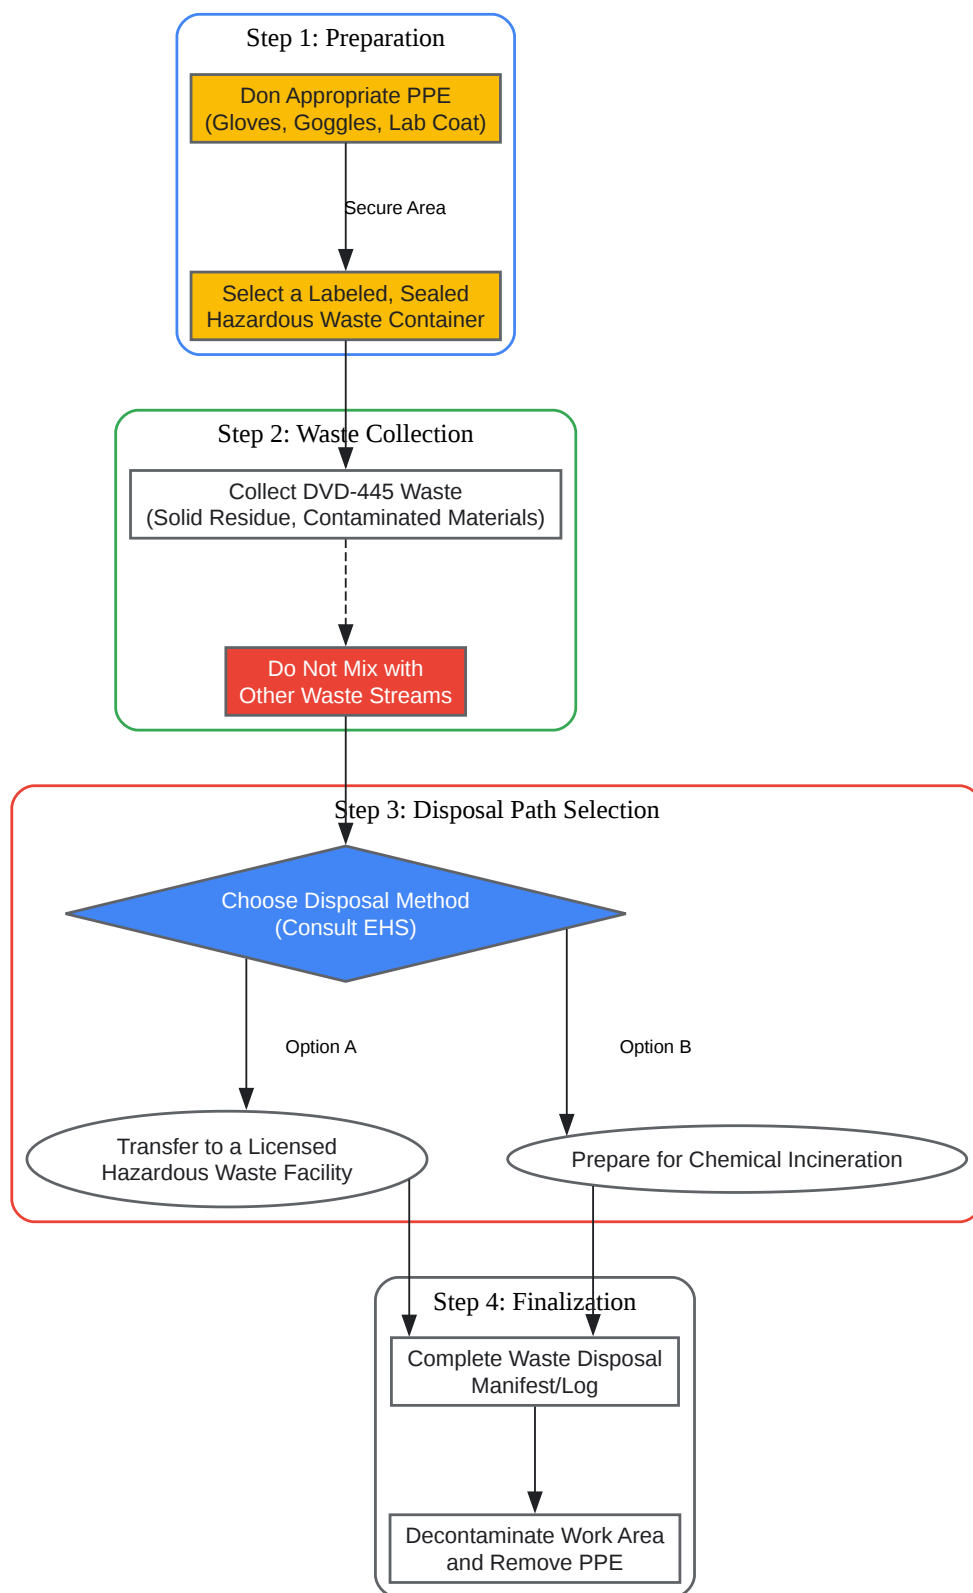 Step 1: Preparation
Don Appropriate PPE
(Gloves, Goggles, Lab Coat)
Secure Area
Select a Labeled, Sealed
Hazardous Waste Container
Step 2: Waste Collection
Collect DVD-445 Waste
(Solid Residue, Contaminated Materials)
Do Not Mix with
Other Waste Streams
Step 3: Disposal Path Selection
Choose Disposal Method
(Consult EHS)
Option A
Option B
Transfer to a Licensed
Hazardous Waste Facility
Prepare for Chemical Incineration
Step 4: Finalization
Complete Waste Disposal
Manifest/Log
Decontaminate Work Area
and Remove PPE